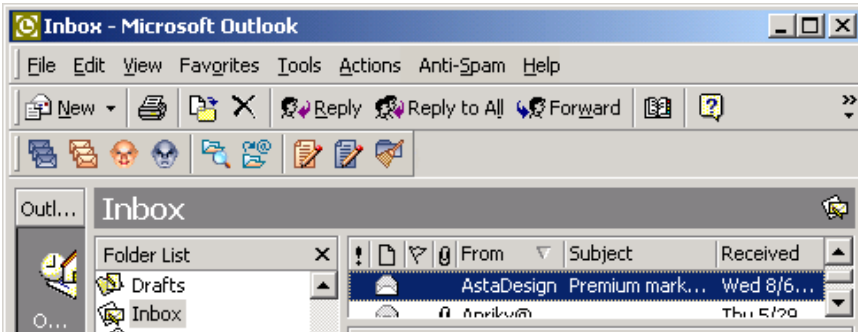 Inbox - Microsoft Outlook
File Edit View Favorites Tools Actions Anti-Spam Help
New Reply Reply to All Forward
Outl... Inbox
Folder List From Subject Received
Drafts AstaDesign Premium mark... Wed 8/6...
Inbox Thu 5/29
O...